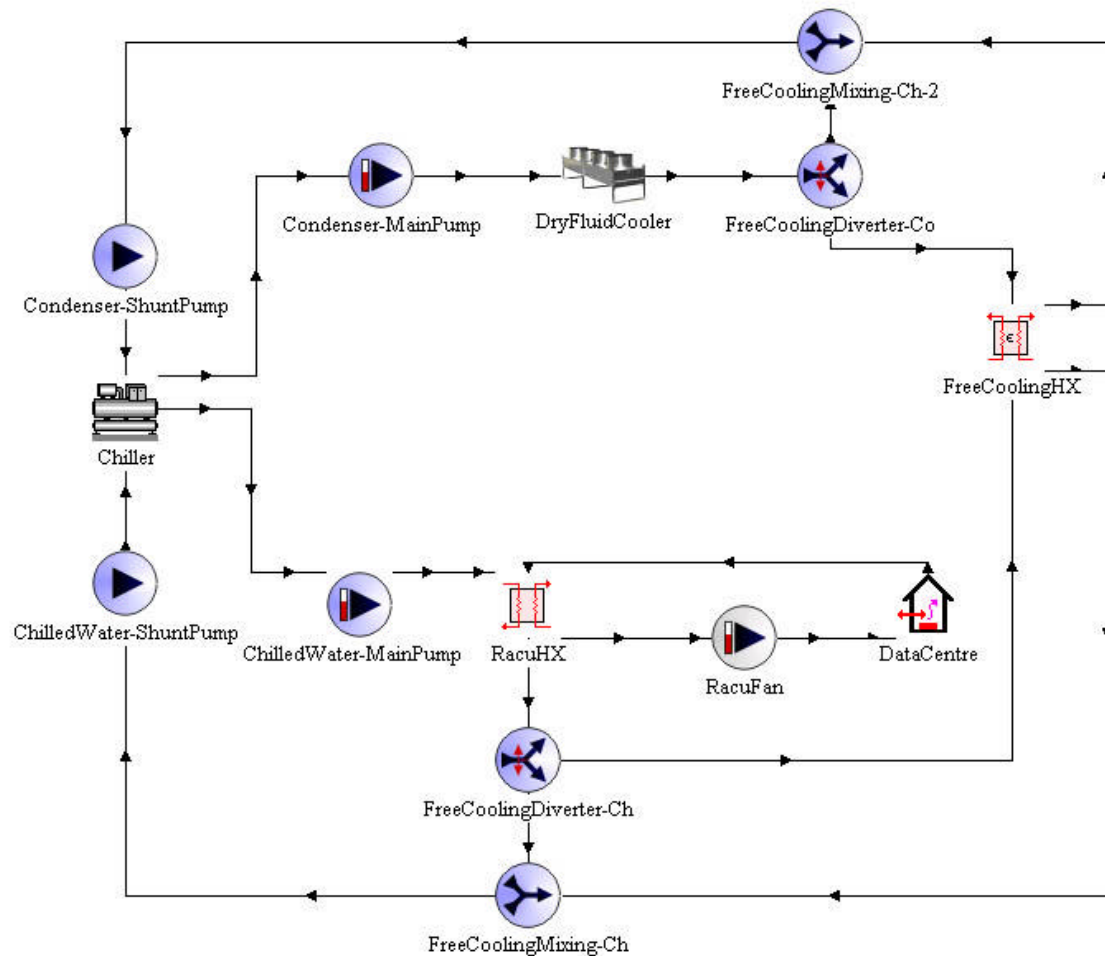 FreeCoolingMixing-Ch-2
Condenser-MainPump
DryFluidCooler
FreeCoolingDiverter-Co
Condenser-ShuntPump
ε
FreeCoolingHX
Chiller
ChilledWater-ShuntPump
ChilledWater-MainPump
RacuHX
RacuFan
DataCentre
FreeCoolingDiverter-Ch
FreeCoolingMixing-Ch